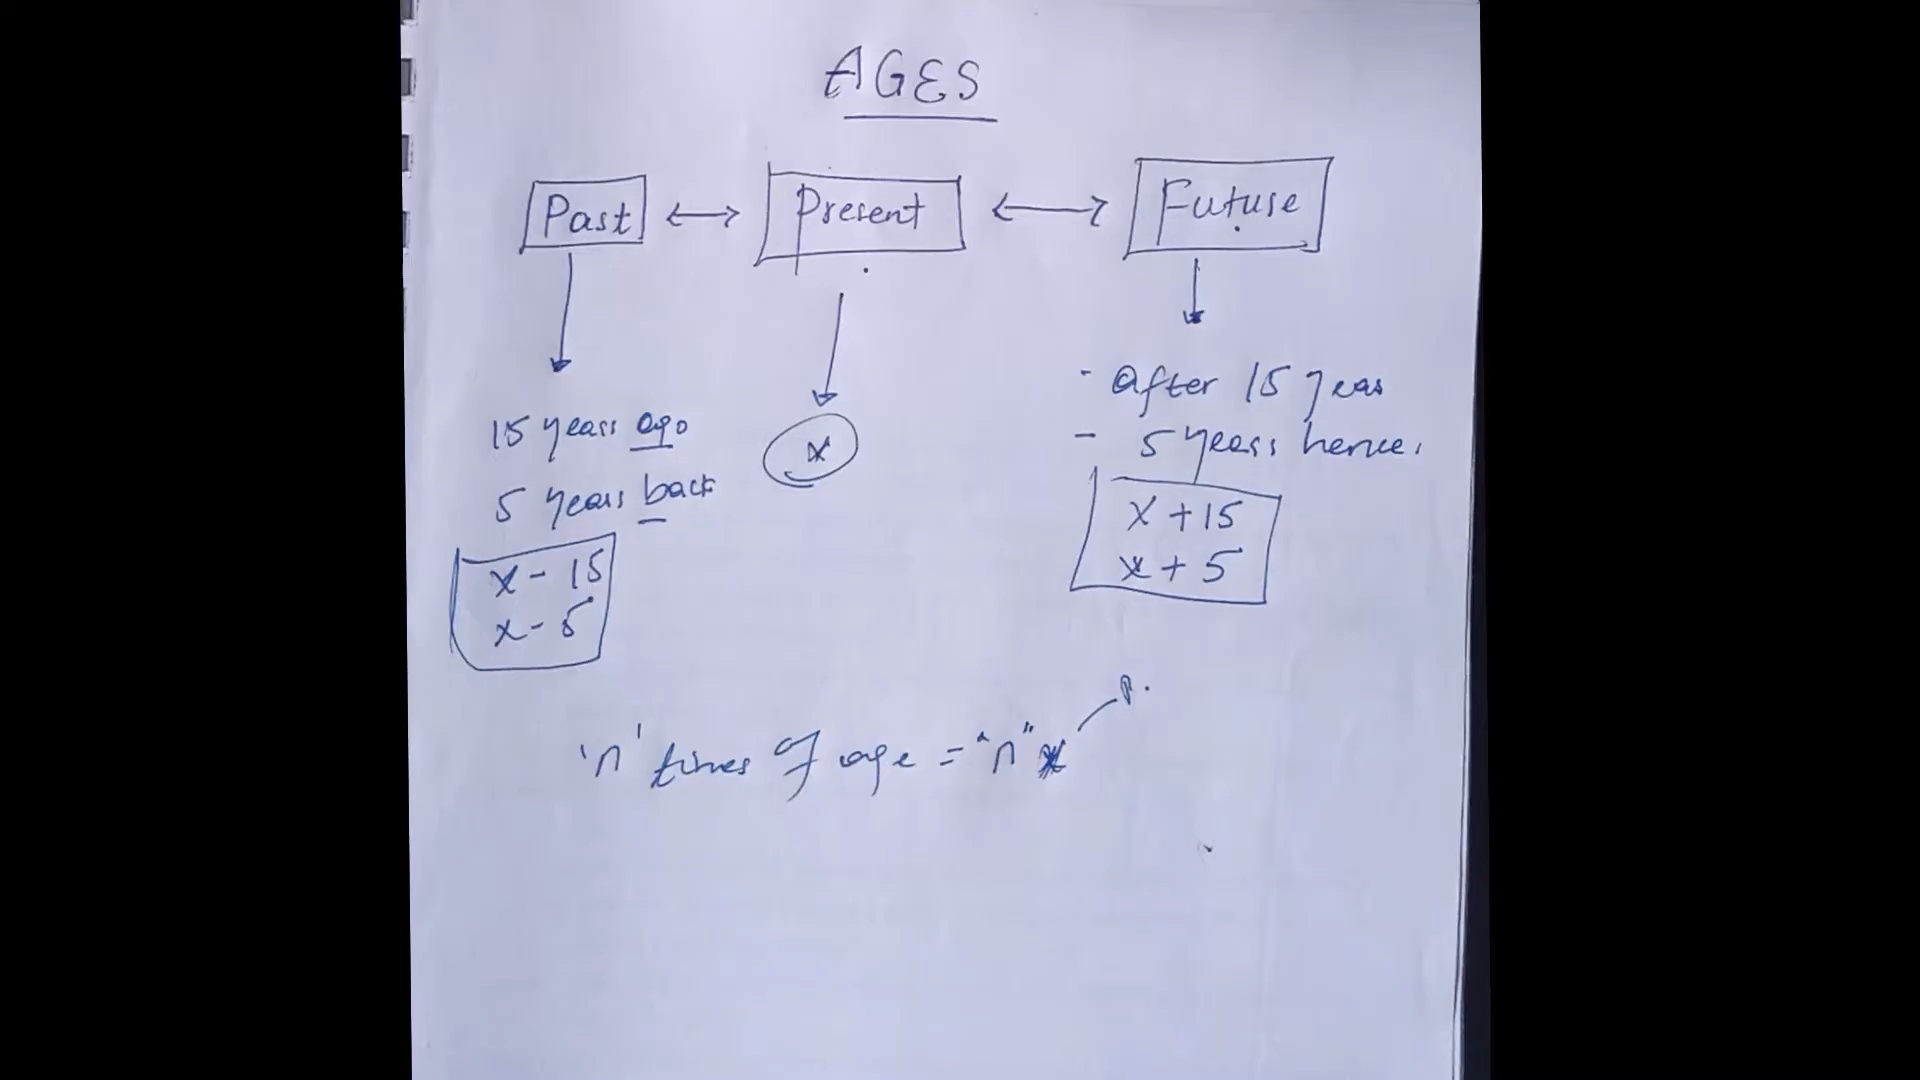 AGES
Past ↔ Present ↔ Future
15 years ago
5 years back
x - 15
x - 5
x
- after 15 years
- 5 years hence.
x + 15
x + 5
'n' times of age = "n" x
P.